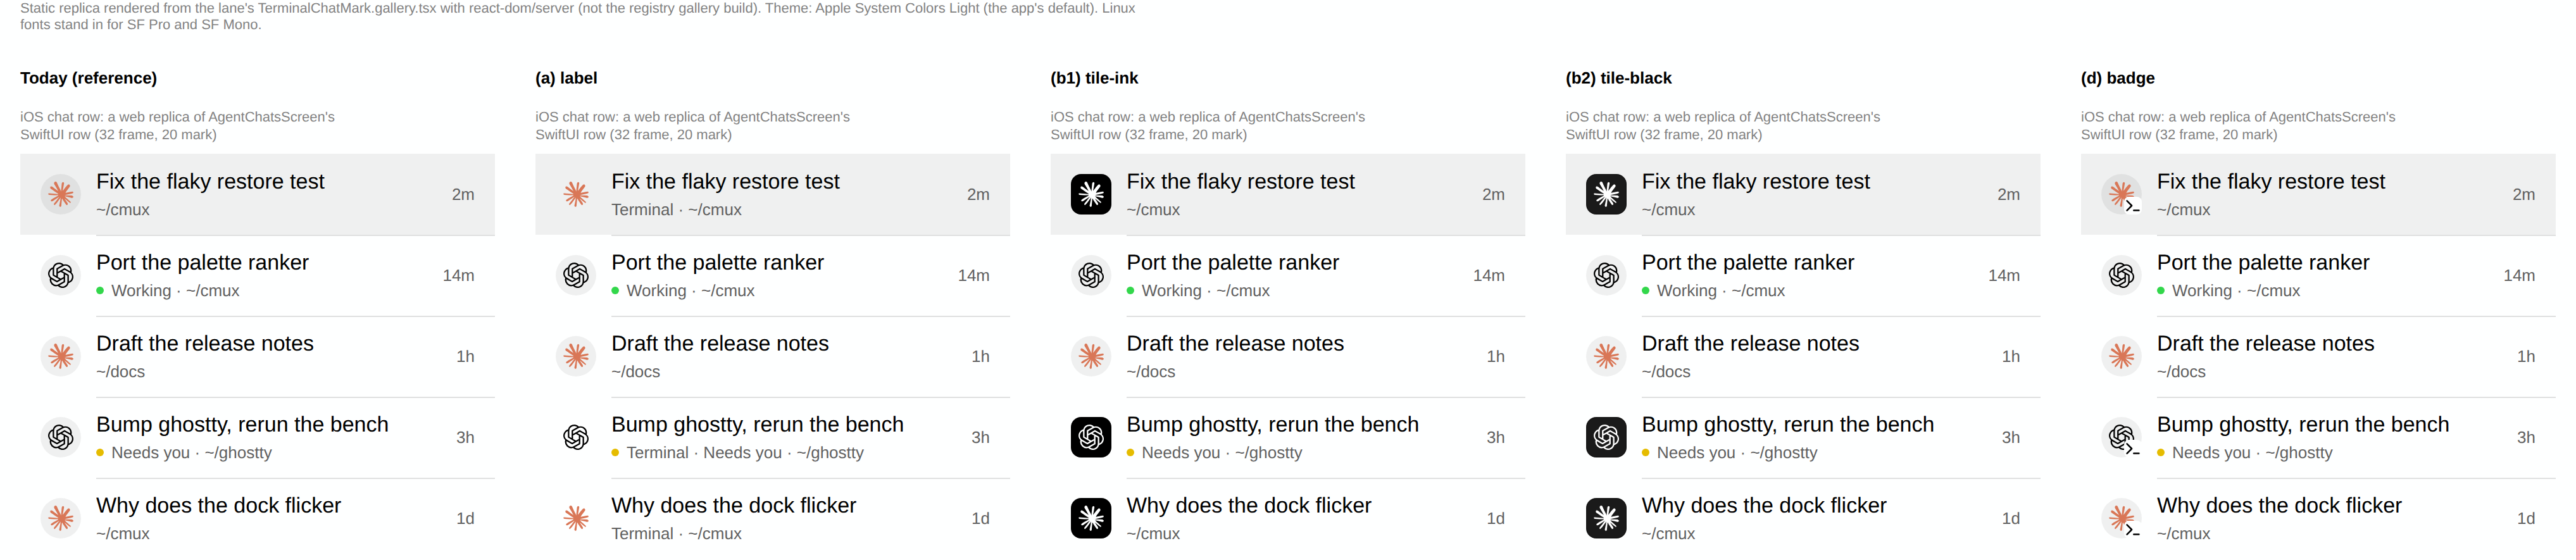 Static replica rendered from the lane's TerminalChatMark.gallery.tsx with react-dom/server (not the registry gallery build). Theme: Apple System Colors Light (the app's default). Linux
fonts stand in for SF Pro and SF Mono.
Today (reference)
iOS chat row: a web replica of AgentChatsScreen's
SwiftUI row (32 frame, 20 mark)
Fix the flaky restore test
2m
~/cmux
Port the palette ranker
14m
Working · ~/cmux
Draft the release notes
1h
~/docs
Bump ghostty, rerun the bench
3h
Needs you · ~/ghostty
Why does the dock flicker
1d
~/cmux
(a) label
iOS chat row: a web replica of AgentChatsScreen's
SwiftUI row (32 frame, 20 mark)
Fix the flaky restore test
2m
Terminal · ~/cmux
Port the palette ranker
14m
Working · ~/cmux
Draft the release notes
1h
~/docs
Bump ghostty, rerun the bench
3h
Terminal · Needs you · ~/ghostty
Why does the dock flicker
1d
Terminal · ~/cmux
(b1) tile-ink
iOS chat row: a web replica of AgentChatsScreen's
SwiftUI row (32 frame, 20 mark)
Fix the flaky restore test
2m
~/cmux
Port the palette ranker
14m
Working · ~/cmux
Draft the release notes
1h
~/docs
Bump ghostty, rerun the bench
3h
Needs you · ~/ghostty
Why does the dock flicker
1d
~/cmux
(b2) tile-black
iOS chat row: a web replica of AgentChatsScreen's
SwiftUI row (32 frame, 20 mark)
Fix the flaky restore test
2m
~/cmux
Port the palette ranker
14m
Working · ~/cmux
Draft the release notes
1h
~/docs
Bump ghostty, rerun the bench
3h
Needs you · ~/ghostty
Why does the dock flicker
1d
~/cmux
(d) badge
iOS chat row: a web replica of AgentChatsScreen's
SwiftUI row (32 frame, 20 mark)
Fix the flaky restore test
2m
~/cmux
Port the palette ranker
14m
Working · ~/cmux
Draft the release notes
1h
~/docs
Bump ghostty, rerun the bench
3h
Needs you · ~/ghostty
Why does the dock flicker
1d
~/cmux